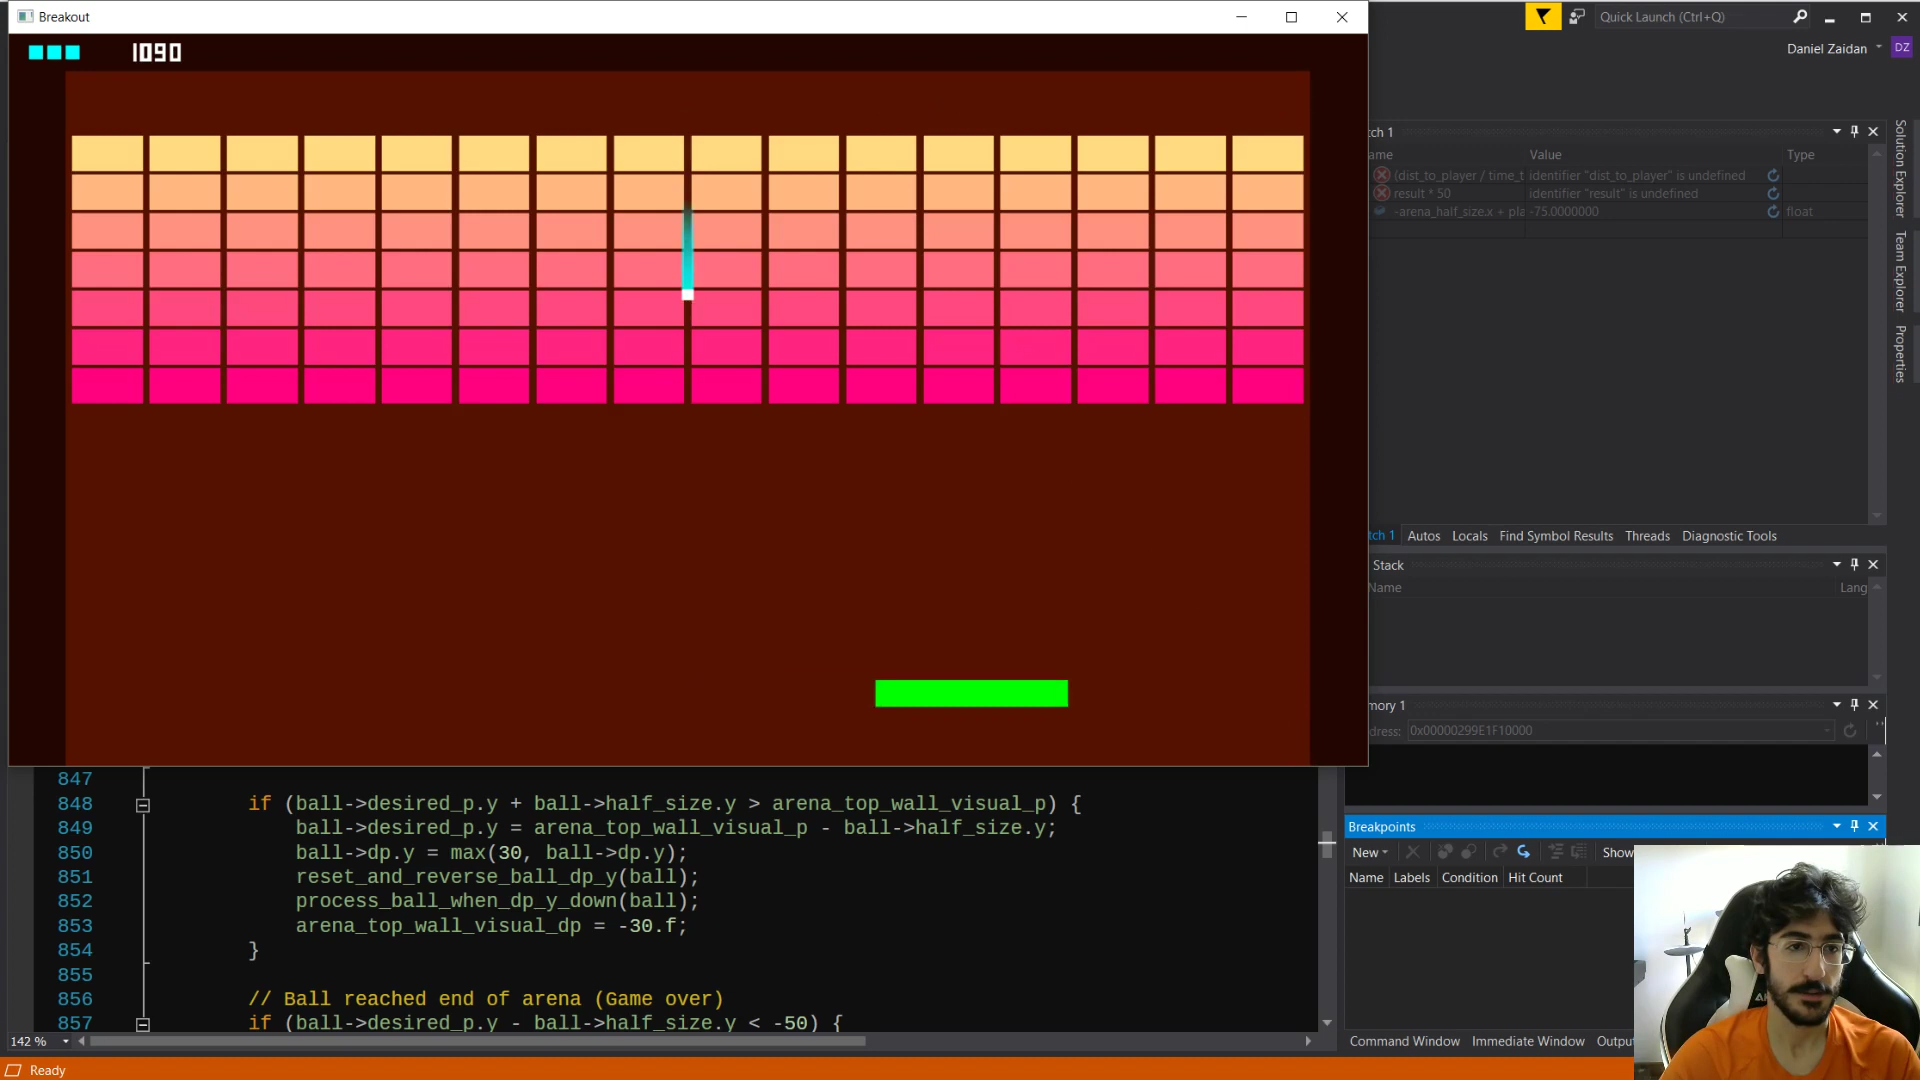 Breakout
Quick Launch (Ctrl+Q)
1090
Daniel Zaidan
DZ
tch 1
ame
Value
Type
(dist_to_player / time_t
identifier "dist_to_player" is undefined
result * 50
identifier "result" is undefined
-arena_half_size.x + pla
-75.0000000
float
Solution Explorer
Team Explorer
Properties
tch 1
Autos
Locals
Find Symbol Results
Threads
Diagnostic Tools
Stack
Name
Lang
mory 1
dress:
0x00000299E1F10000
847
848 if (ball->desired_p.y + ball->half_size.y > arena_top_wall_visual_p) {
849 ball->desired_p.y = arena_top_wall_visual_p - ball->half_size.y;
850 ball->dp.y = max(30, ball->dp.y);
851 reset_and_reverse_ball_dp_y(ball);
852 process_ball_when_dp_y_down(ball);
853 arena_top_wall_visual_dp = -30.f;
854 }
855
856 // Ball reached end of arena (Game over)
857 if (ball->desired_p.y - ball->half_size.y < -50) {
Breakpoints
New
Show
Name
Labels
Condition
Hit Count
142 %
Command Window
Immediate Window
Outpu
Ready